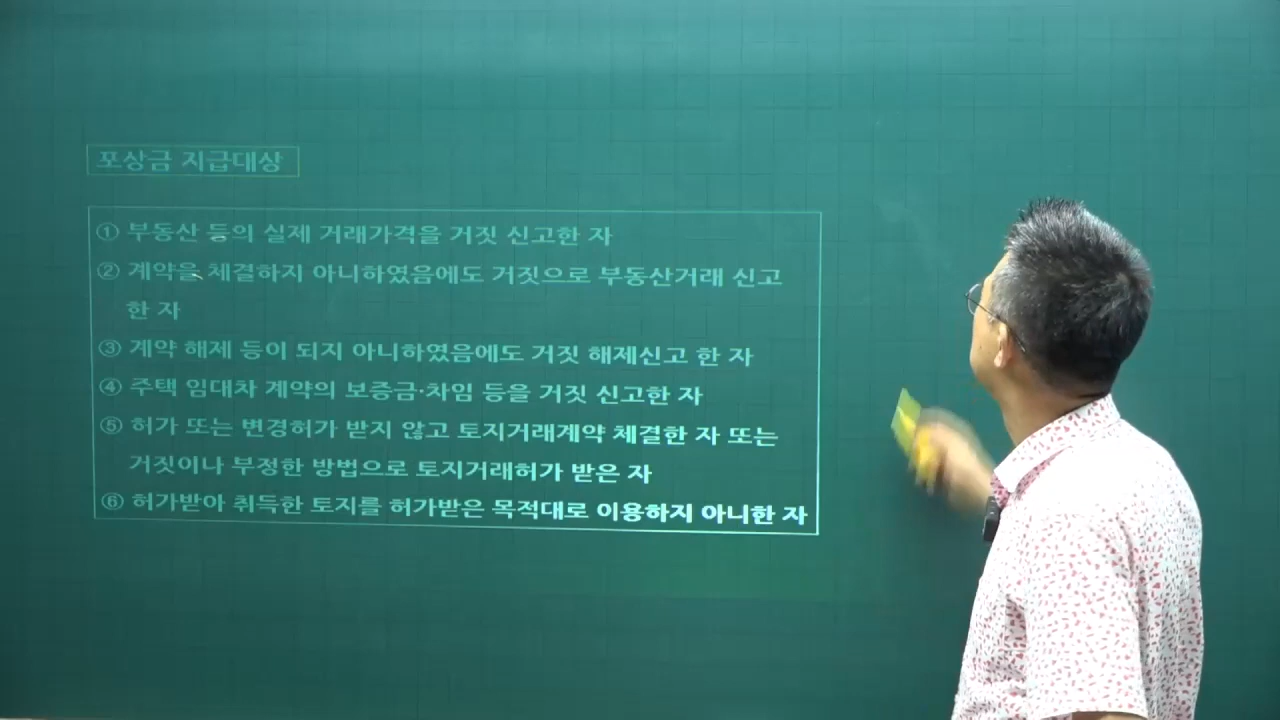 포상금 지급대상
① 부동산 등의 실제 거래가격을 거짓 신고한 자
② 계약을 체결하지 아니하였음에도 거짓으로 부동산거래 신고
한 자
③ 계약 해제 등이 되지 아니하였음에도 거짓 해제신고 한 자
④ 주택 임대차 계약의 보증금·차임 등을 거짓 신고한 자
⑤ 허가 또는 변경허가 받지 않고 토지거래계약 체결한 자 또는
거짓이나 부정한 방법으로 토지거래허가 받은 자
⑥ 허가받아 취득한 토지를 허가받은 목적대로 이용하지 아니한 자